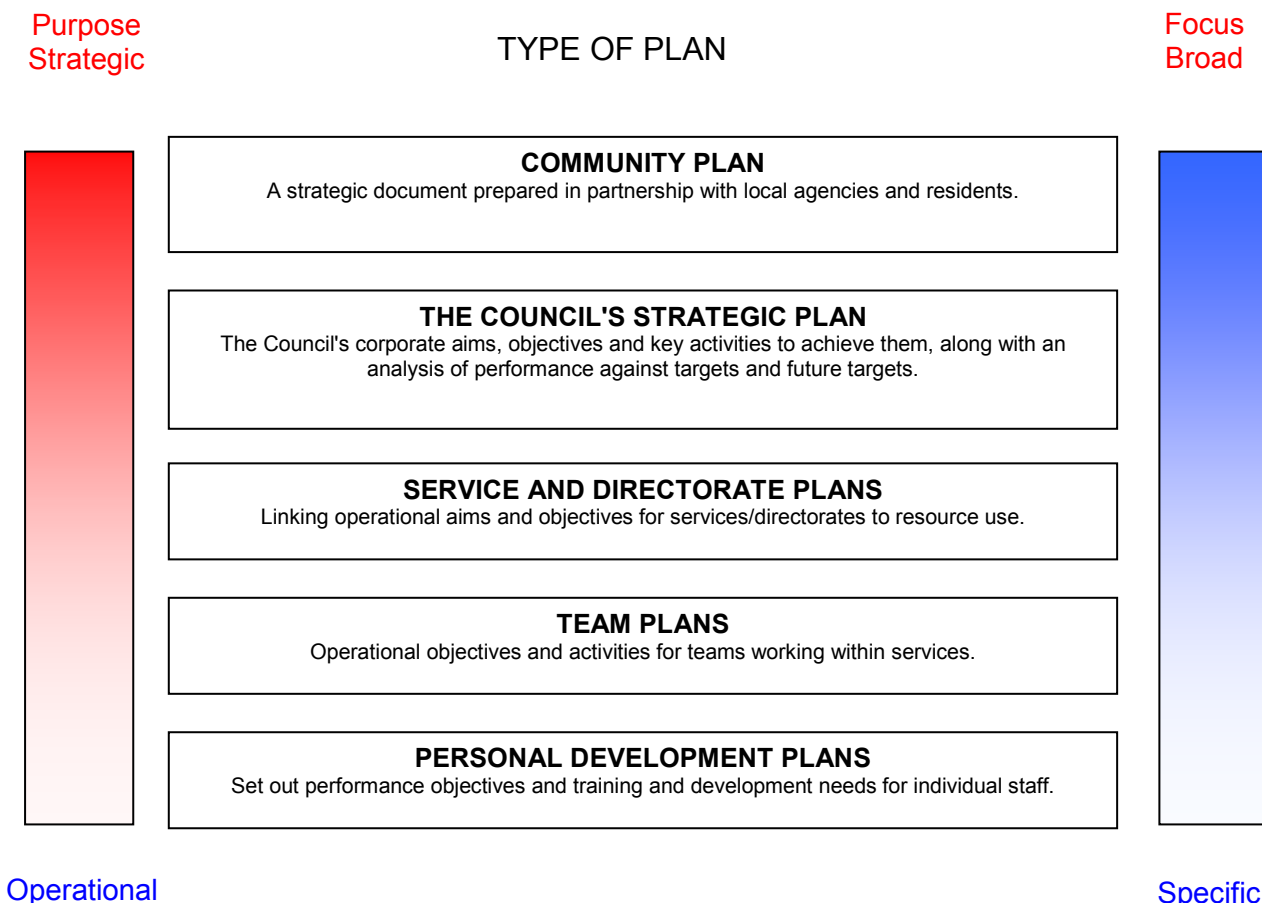 Purpose
Strategic
TYPE OF PLAN
Focus
Broad
COMMUNITY PLAN
A strategic document prepared in partnership with local agencies and residents.
THE COUNCIL'S STRATEGIC PLAN
The Council's corporate aims, objectives and key activities to achieve them, along with an
analysis of performance against targets and future targets.
SERVICE AND DIRECTORATE PLANS
Linking operational aims and objectives for services/directorates to resource use.
TEAM PLANS
Operational objectives and activities for teams working within services.
PERSONAL DEVELOPMENT PLANS
Set out performance objectives and training and development needs for individual staff.
Operational
Specific